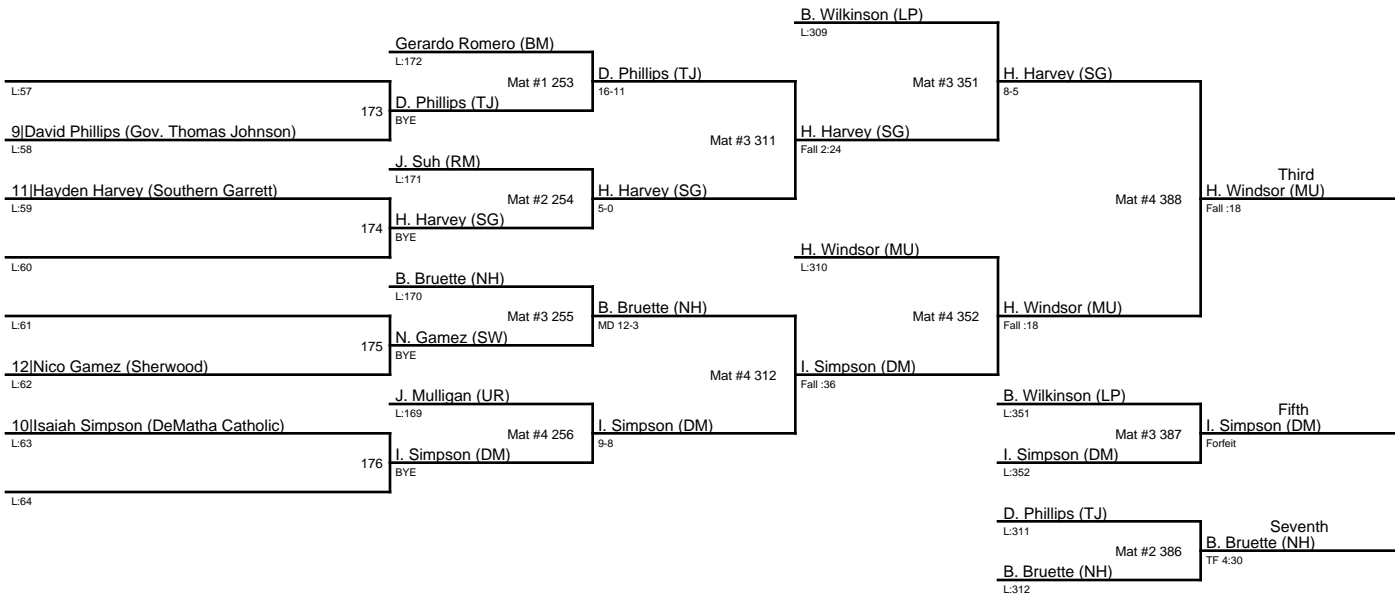 B. Wilkinson (LP)
L:309
Gerardo Romero (BM)
L:172
Mat #1 253
D. Phillips (TJ)
16-11
Mat #3 351
H. Harvey (SG)
8-5
L:57
173
D. Phillips (TJ)
BYE
9|David Phillips (Gov. Thomas Johnson)
L:58
Mat #3 311
H. Harvey (SG)
Fall 2:24
J. Suh (RM)
L:171
11|Hayden Harvey (Southern Garrett)
L:59
Mat #2 254
H. Harvey (SG)
5-0
174
H. Harvey (SG)
BYE
L:60
Mat #4 388
Third
H. Windsor (MU)
Fall :18
H. Windsor (MU)
L:310
B. Bruette (NH)
L:170
L:61
Mat #3 255
B. Bruette (NH)
MD 12-3
Mat #4 352
H. Windsor (MU)
Fall :18
175
N. Gamez (SW)
BYE
12|Nico Gamez (Sherwood)
L:62
Mat #4 312
I. Simpson (DM)
Fall :36
J. Mulligan (UR)
L:169
10|Isaiah Simpson (DeMatha Catholic)
L:63
Mat #4 256
I. Simpson (DM)
9-8
176
I. Simpson (DM)
BYE
L:64
B. Wilkinson (LP)
L:351
Mat #3 387
Fifth
I. Simpson (DM)
Forfeit
I. Simpson (DM)
L:352
D. Phillips (TJ)
L:311
Mat #2 386
Seventh
B. Bruette (NH)
TF 4:30
B. Bruette (NH)
L:312